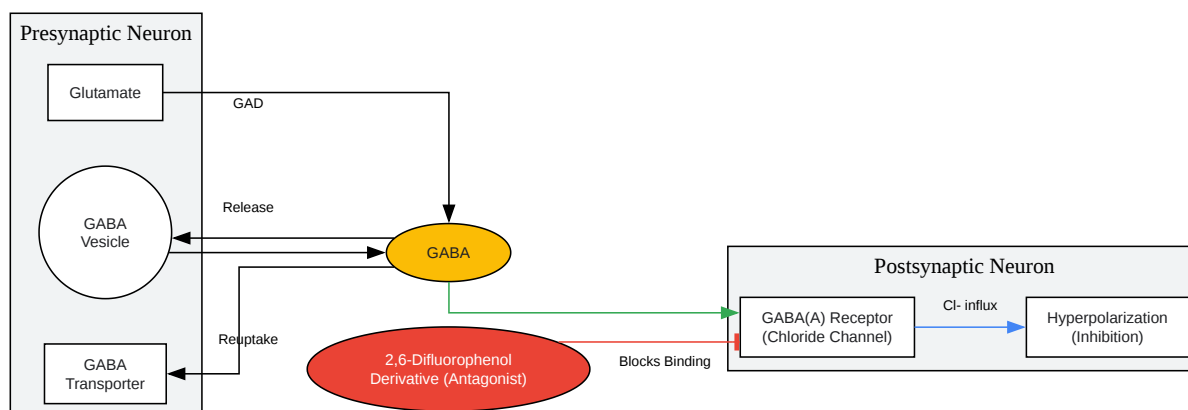 Presynaptic Neuron
Glutamate
GAD
GABA
Vesicle
Release
GABA
Reuptake
GABA
Transporter
2,6-Difluorophenol
Derivative (Antagonist)
Blocks Binding
Postsynaptic Neuron
GABA(A) Receptor
(Chloride Channel)
Cl- influx
Hyperpolarization
(Inhibition)